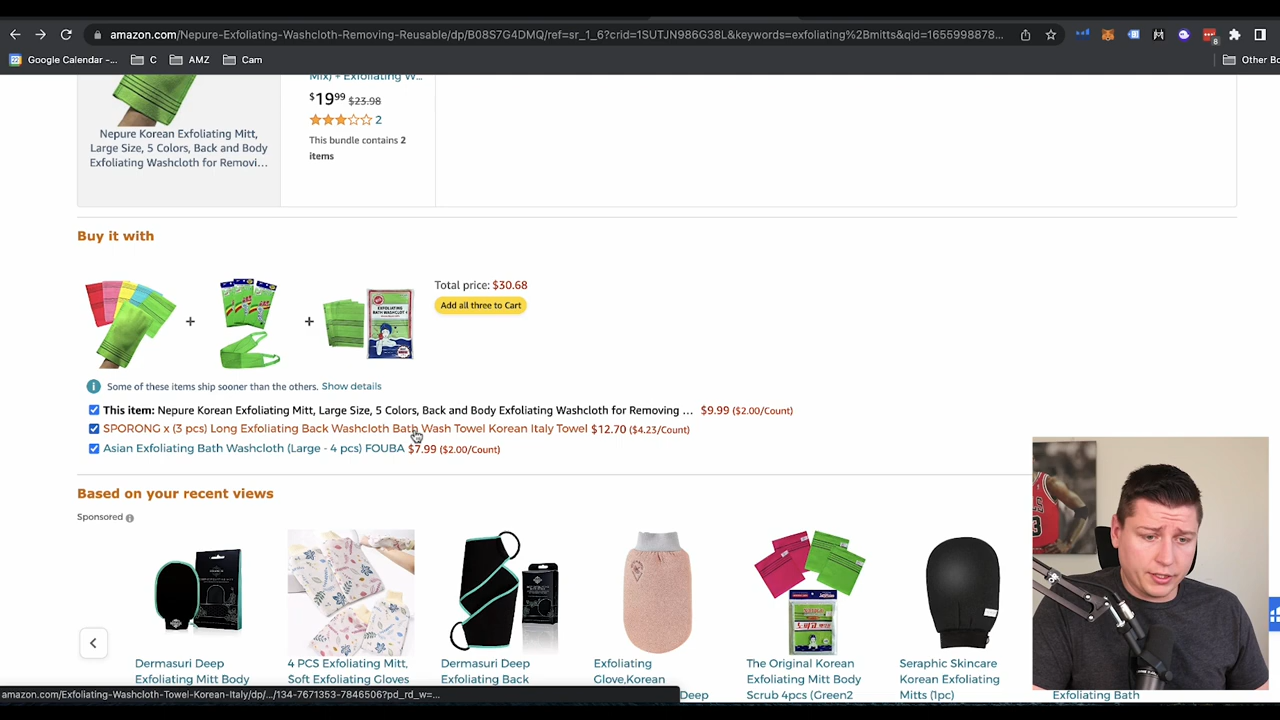 amazon.com/Nepure-Exfoliating-Washcloth-Removing-Reusable/dp/B08S7G4DMQ/ref=sr_1_6?crid=1SUTJN986G38L&keywords=exfoliating%2Bmitts&qid=1655998878...
Google Calendar -...
C
AMZ
Cam
Other Bo
Mix) + Exfoliating W...
$19.99 $23.98
2
This bundle contains 2
items
Nepure Korean Exfoliating Mitt,
Large Size, 5 Colors, Back and Body
Exfoliating Washcloth for Removi...
Buy it with
Total price: $30.68
Add all three to Cart
+
+
Some of these items ship sooner than the others. Show details
This item: Nepure Korean Exfoliating Mitt, Large Size, 5 Colors, Back and Body Exfoliating Washcloth for Removing ... $9.99 ($2.00/Count)
SPORONG x (3 pcs) Long Exfoliating Back Washcloth Bath Wash Towel Korean Italy Towel $12.70 ($4.23/Count)
Asian Exfoliating Bath Washcloth (Large - 4 pcs) FOUBA $7.99 ($2.00/Count)
Based on your recent views
Sponsored
Dermasuri Deep
Exfoliating Mitt Body
4 PCS Exfoliating Mitt,
Soft Exfoliating Gloves
Dermasuri Deep
Exfoliating Back
Exfoliating
Glove,Korean
Deep
The Original Korean
Exfoliating Mitt Body
Scrub 4pcs (Green2
Seraphic Skincare
Korean Exfoliating
Mitts (1pc)
Exfoliating Bath
amazon.com/Exfoliating-Washcloth-Towel-Korean-Italy/dp/.../134-7671353-7846506?pd_rd_w=...